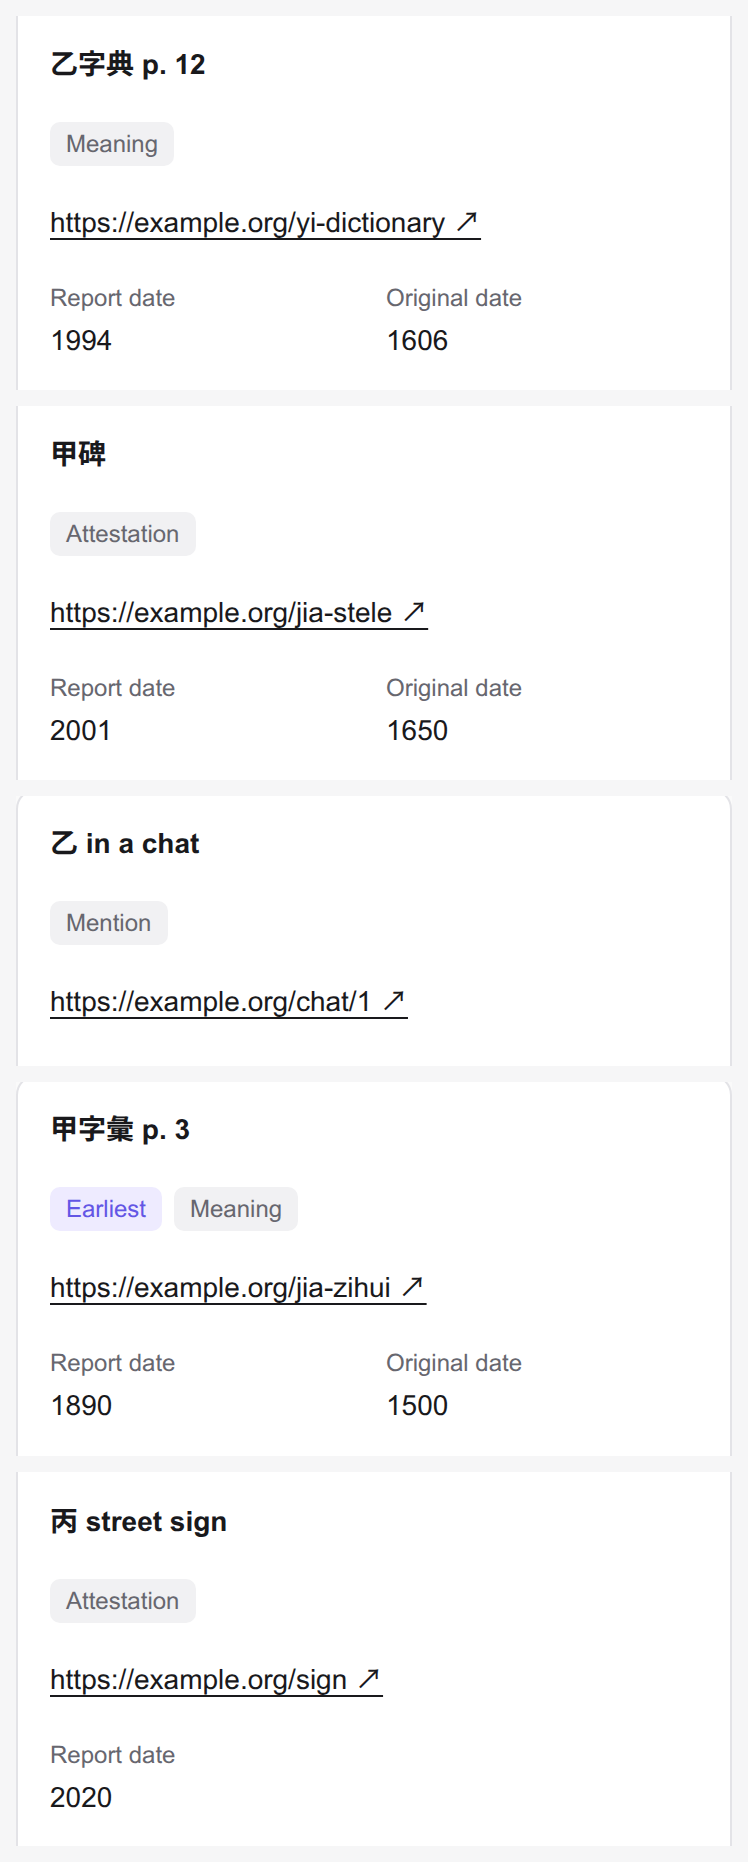 乙字典 p. 12
Meaning
https://example.org/yi-dictionary ↗
Report date Original date
1994 1606
甲碑
Attestation
https://example.org/jia-stele ↗
Report date Original date
2001 1650
乙 in a chat
Mention
https://example.org/chat/1 ↗
甲字彙 p. 3
Earliest Meaning
https://example.org/jia-zihui ↗
Report date Original date
1890 1500
丙 street sign
Attestation
https://example.org/sign ↗
Report date
2020